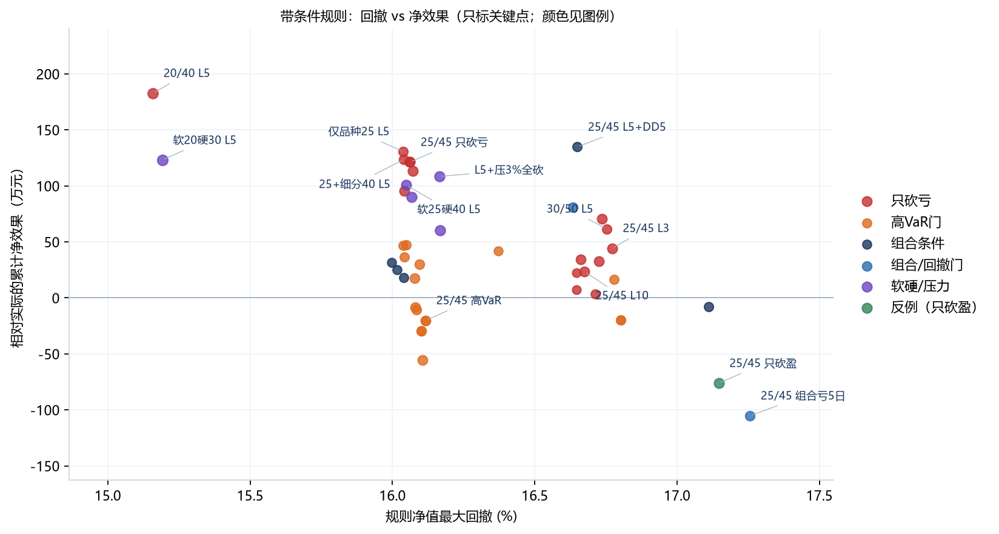 带条件规则：回撤 vs 净效果（只标关键点；颜色见图例）
相对实际的累计净效果（万元）
200
150
100
50
0
-50
-100
-150
20/40 L5
软20硬30 L5
仅品种25 L5
25/45 只砍亏
25/45 L5+DD5
L5+压3%全砍
25+细分40 L5
软25硬40 L5
30/50 L5
25/45 L3
25/45 L10
25/45 高VaR
25/45 只砍盈
25/45 组合亏5日
15.0
15.5
16.0
16.5
17.0
17.5
规则净值最大回撤 (%)
只砍亏
高VaR门
组合条件
组合/回撤门
软硬/压力
反例（只砍盈）